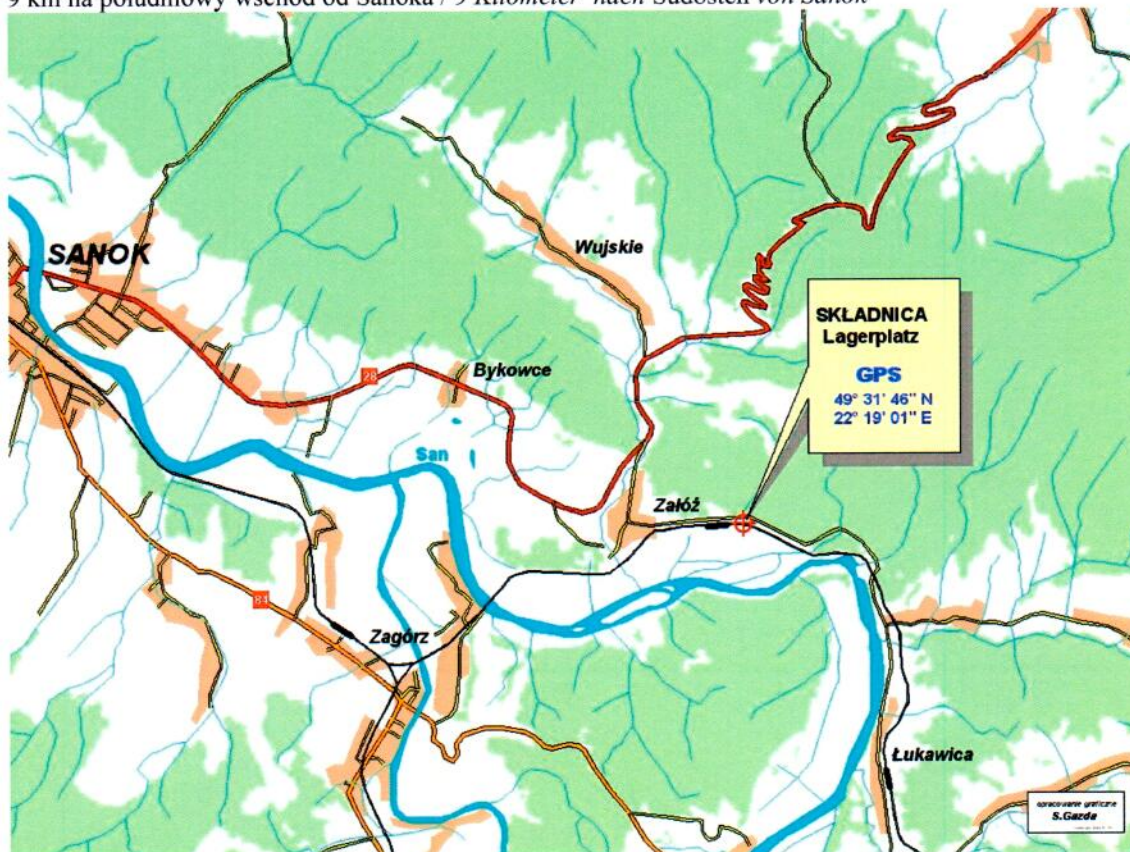 9 km na południowy wschód od Sanoka / 9 Kilometer nach Südosten von Sanok
SANOK
Wujskie
SKŁADNICA
Lagerplatz
GPS
49° 31' 46" N
22° 19' 01" E
28
Bykowce
San
Załóż
84
Zagórz
Łukawica
opracowanie graficzne
S.Gazda